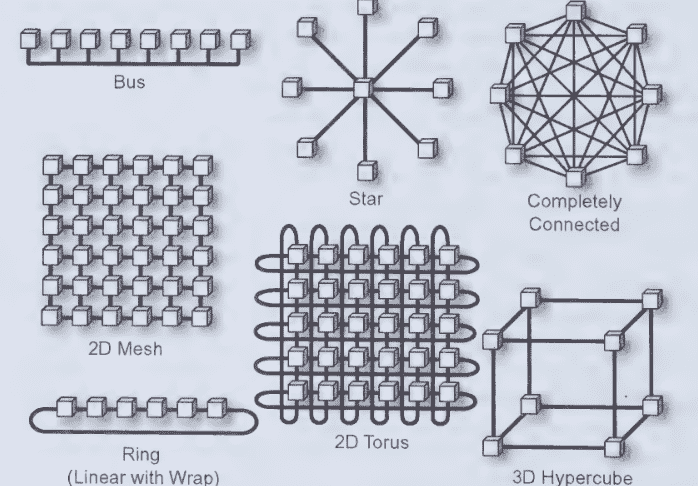 Bus
Star
Completely
Connected
2D Mesh
2D Torus
Ring
(Linear with Wrap)
3D Hypercube